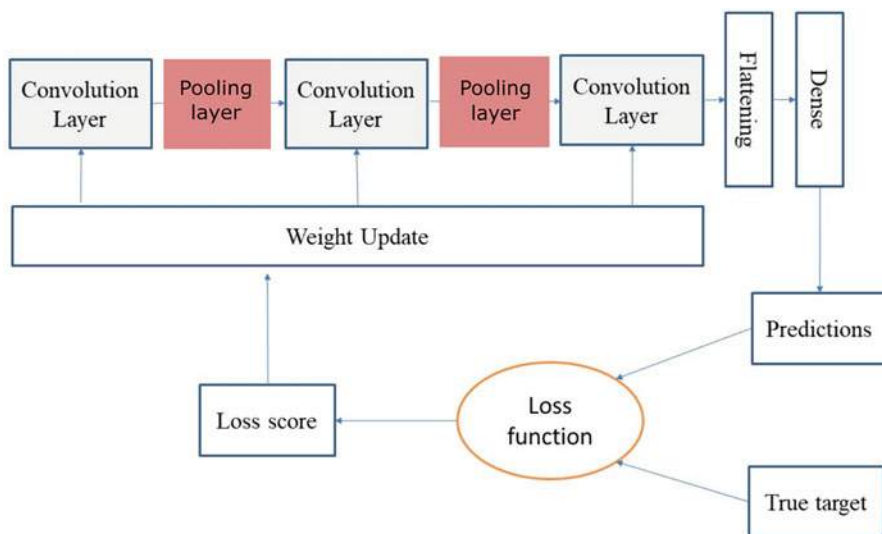 Convolution
Layer
Pooling
layer
Convolution
Layer
Pooling
layer
Convolution
Layer
Flattening
Dense
Weight Update
Predictions
Loss score
Loss
function
True target